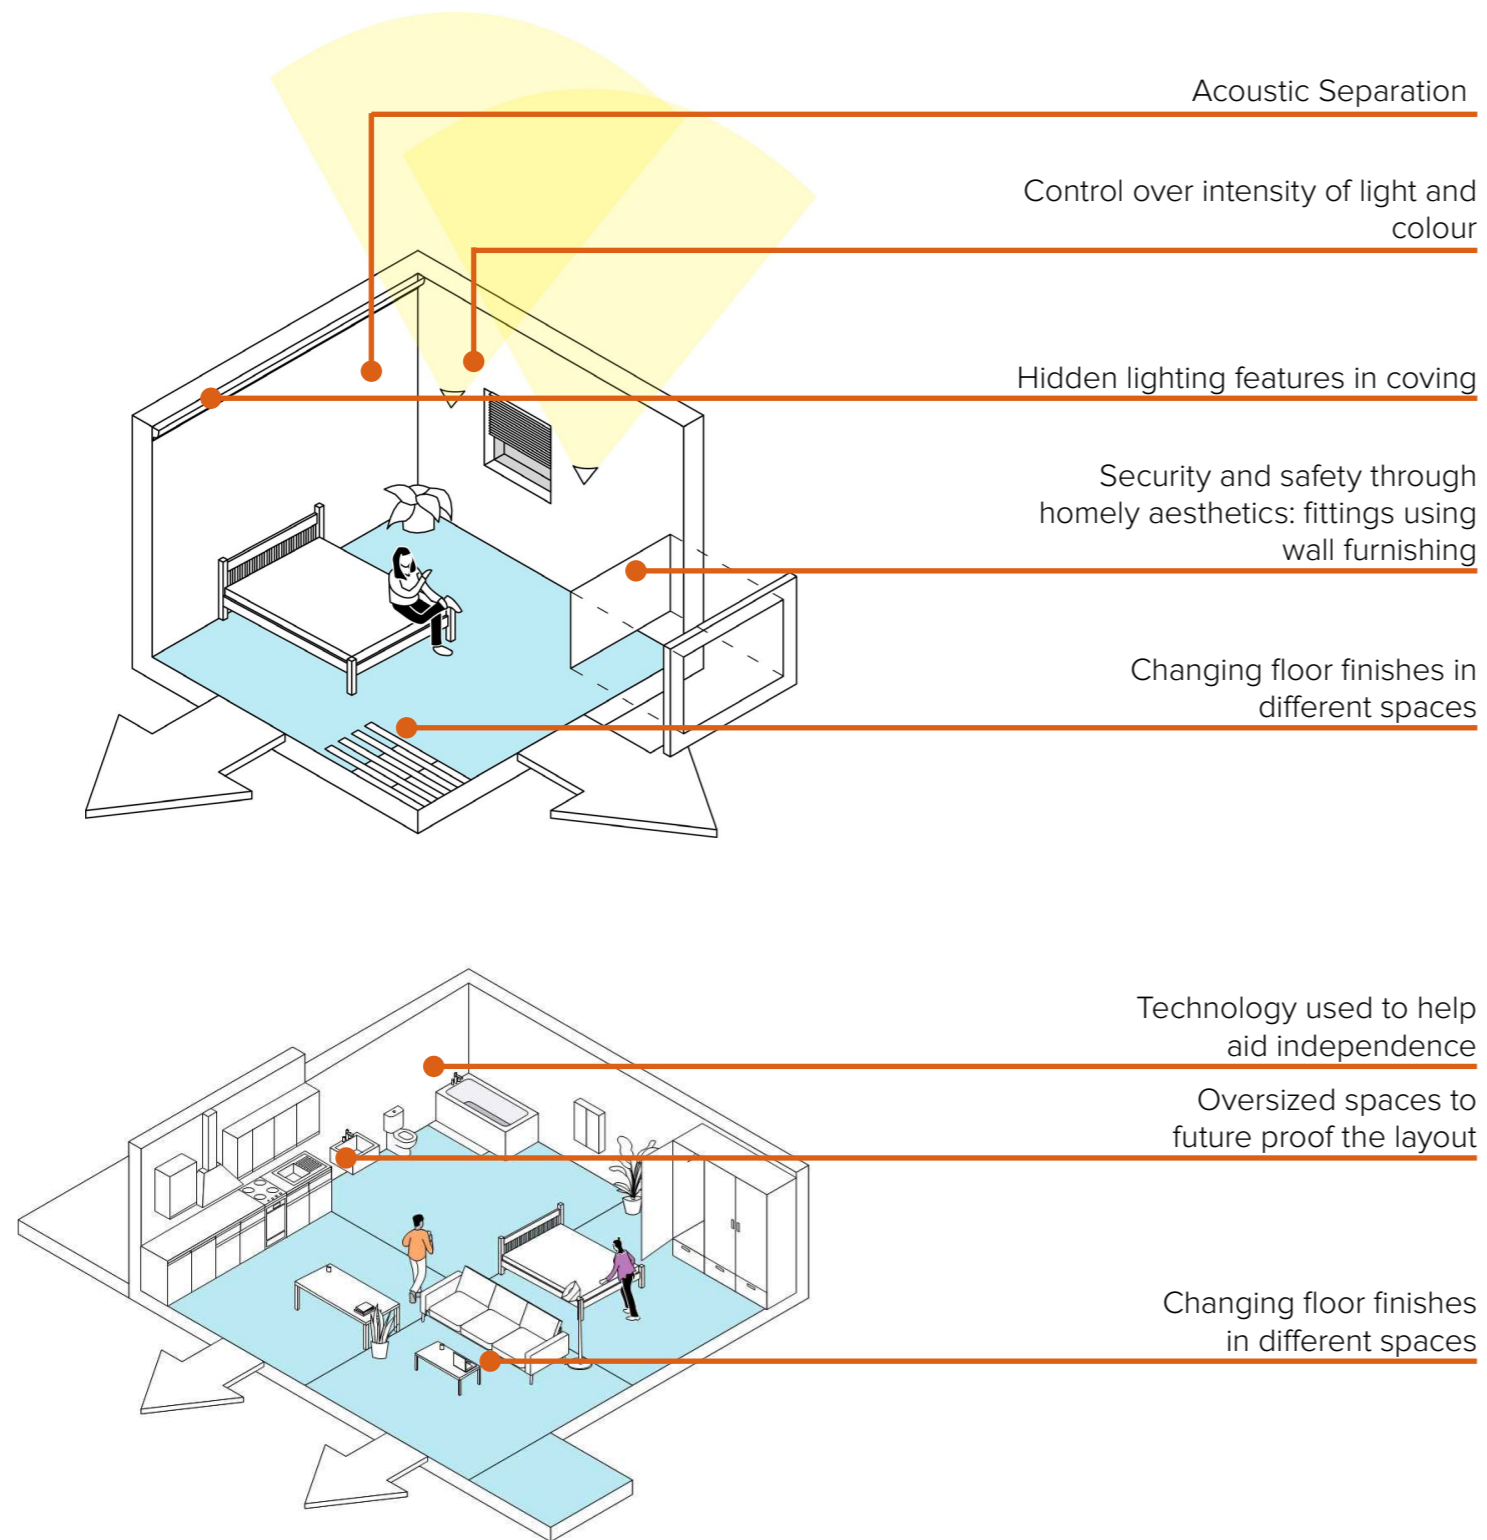 Acoustic Separation
Control over intensity of light and
colour
Hidden lighting features in coving
Security and safety through
homely aesthetics: fittings using
wall furnishing
Changing floor finishes in
different spaces
Technology used to help
aid independence
Oversized spaces to
future proof the layout
Changing floor finishes
in different spaces